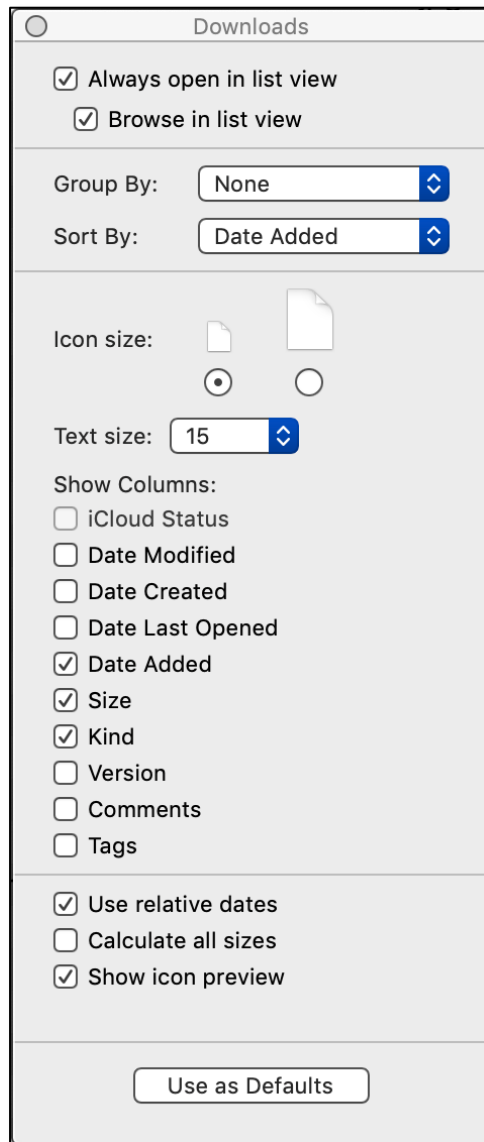 Downloads
Always open in list view
Browse in list view
Group By: None
Sort By: Date Added
Icon size:
Text size: 15
Show Columns:
iCloud Status
Date Modified
Date Created
Date Last Opened
Date Added
Size
Kind
Version
Comments
Tags
Use relative dates
Calculate all sizes
Show icon preview
Use as Defaults